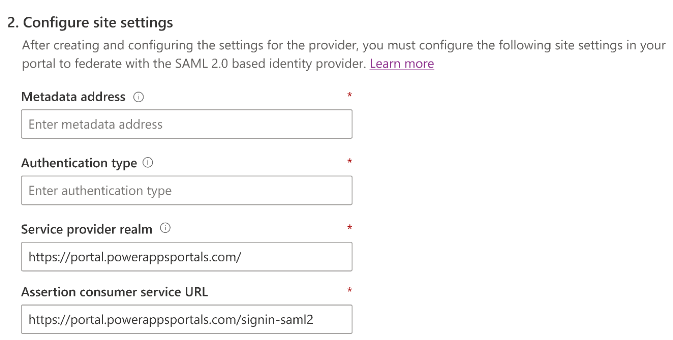 2. Configure site settings
After creating and configuring the settings for the provider, you must configure the following site settings in your
portal to federate with the SAML 2.0 based identity provider. Learn more
Metadata address *
Enter metadata address
Authentication type *
Enter authentication type
Service provider realm *
https://portal.powerappsportals.com/
Assertion consumer service URL *
https://portal.powerappsportals.com/signin-saml2